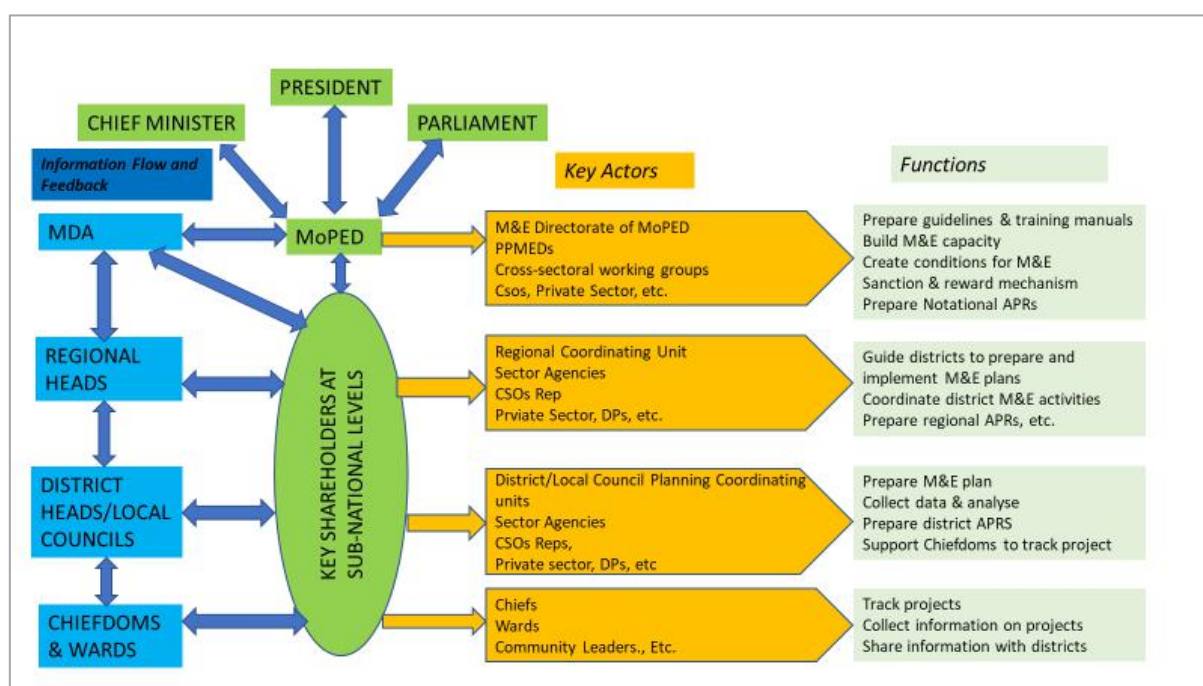 PRESIDENT
CHIEF MINISTER
PARLIAMENT
Information Flow and
Feedback
Key Actors
Functions
MDA
MoPED
M&E Directorate of MoPED
PPMEDs
Cross-sectoral working groups
Csos, Private Sector, etc.
Prepare guidelines & training manuals
Build M&E capacity
Create conditions for M&E
Sanction & reward mechanism
Prepare Notational APRs
REGIONAL
HEADS
KEY SHAREHOLDERS AT
SUB-NATIONAL LEVELS
Regional Coordinating Unit
Sector Agencies
CSOs Rep
Prviate Sector, DPs, etc.
Guide districts to prepare and
implement M&E plans
Coordinate district M&E activities
Prepare regional APRs, etc.
DISTRICT
HEADS/LOCAL
COUNCILS
District/Local Council Planning Coordinating
units
Sector Agencies
CSOs Reps,
Private sector, DPs, etc
Prepare M&E plan
Collect data & analyse
Prepare district APRS
Support Chiefdoms to track project
CHIEFDOMS
& WARDS
Chiefs
Wards
Community Leaders., Etc.
Track projects
Collect information on projects
Share information with districts